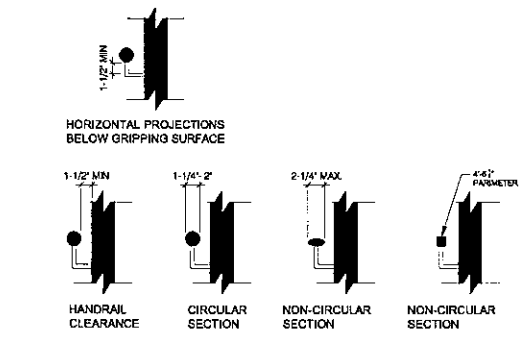 1-1/2" MIN
HORIZONTAL PROJECTIONS
BELOW GRIPPING SURFACE
1-1/2" MIN
1-1/4"- 2"
2-1/4" MAX.
PARIMETER
HANDRAIL
CLEARANCE
CIRCULAR
SECTION
NON-CIRCULAR
SECTION
NON-CIRCULAR
SECTION